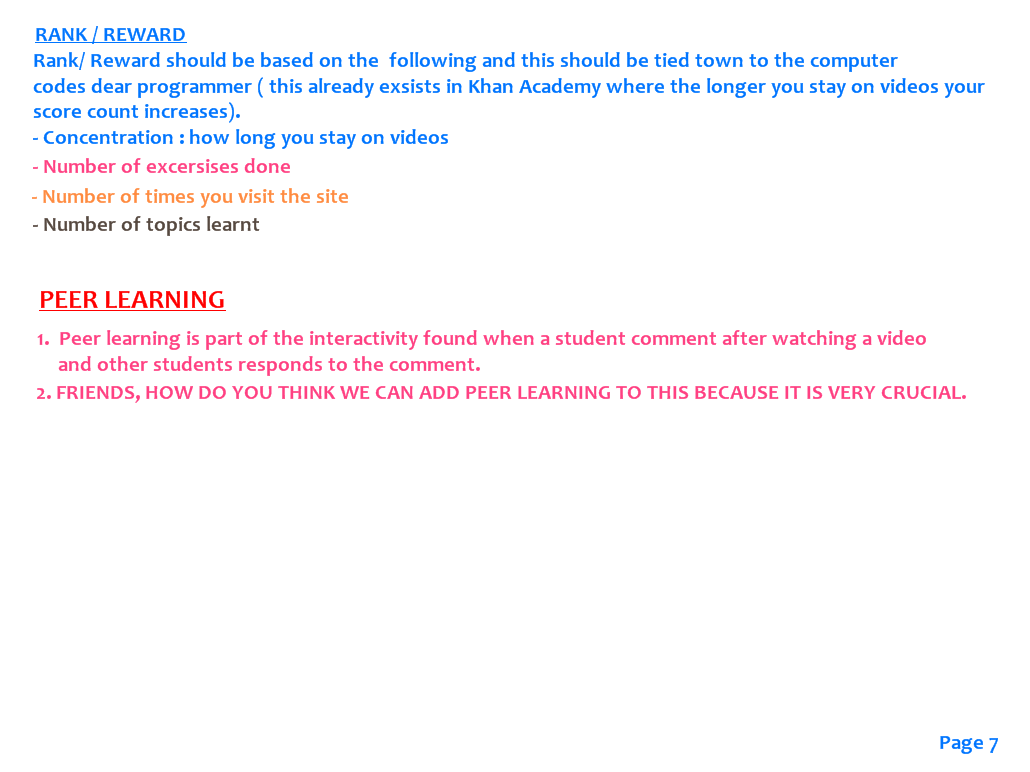 RANK / REWARD
Rank/ Reward should be based on the  following and this should be tied town to the computer
codes dear programmer ( this already exsists in Khan Academy where the longer you stay on videos your
score count increases).
- Concentration : how long you stay on videos
- Number of excersises done
- Number of times you visit the site
- Number of topics learnt
PEER LEARNING
1.  Peer learning is part of the interactivity found when a student comment after watching a video
and other students responds to the comment.
2. FRIENDS, HOW DO YOU THINK WE CAN ADD PEER LEARNING TO THIS BECAUSE IT IS VERY CRUCIAL.
Page 7